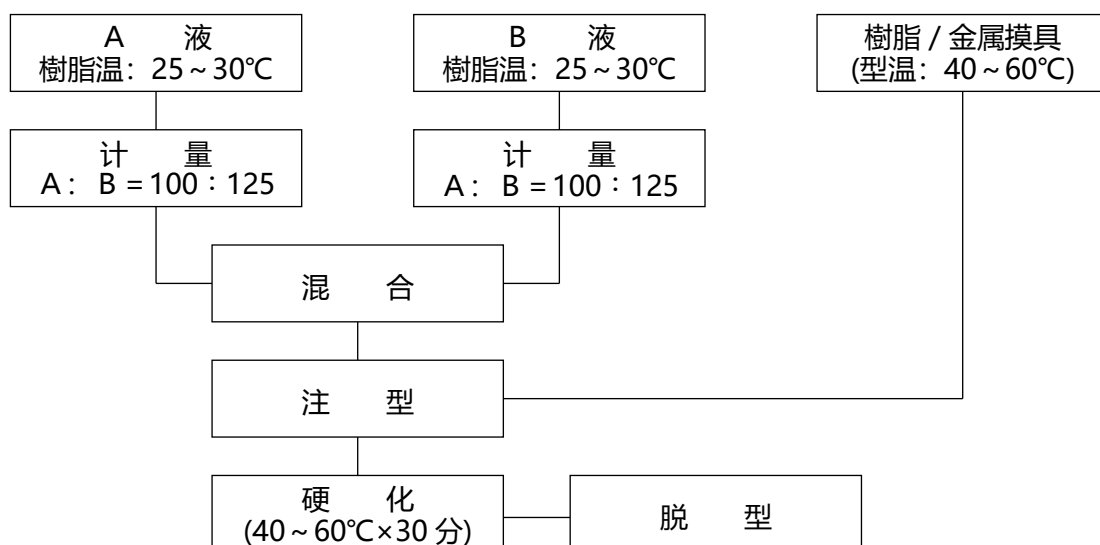 A 液
樹脂温：25~30℃
B 液
樹脂温：25~30℃
樹脂 / 金属摸具
(型温：40~60℃)
计 量
A： B = 100：125
计 量
A： B = 100：125
混 合
注 型
硬 化
(40~60℃×30 分)
脱 型